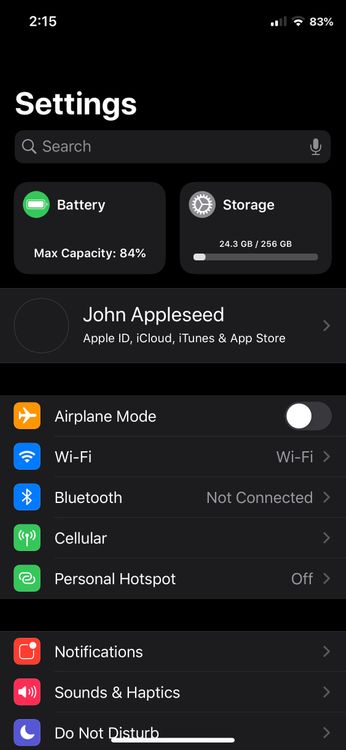 2:15
83%
Settings
Search
Battery
Storage
Max Capacity: 84%
24.3 GB / 256 GB
John Appleseed
Apple ID, iCloud, iTunes & App Store
Airplane Mode
Wi-Fi Wi-Fi
Bluetooth Not Connected
Cellular
Personal Hotspot Off
Notifications
Sounds & Haptics
Do Not Disturb